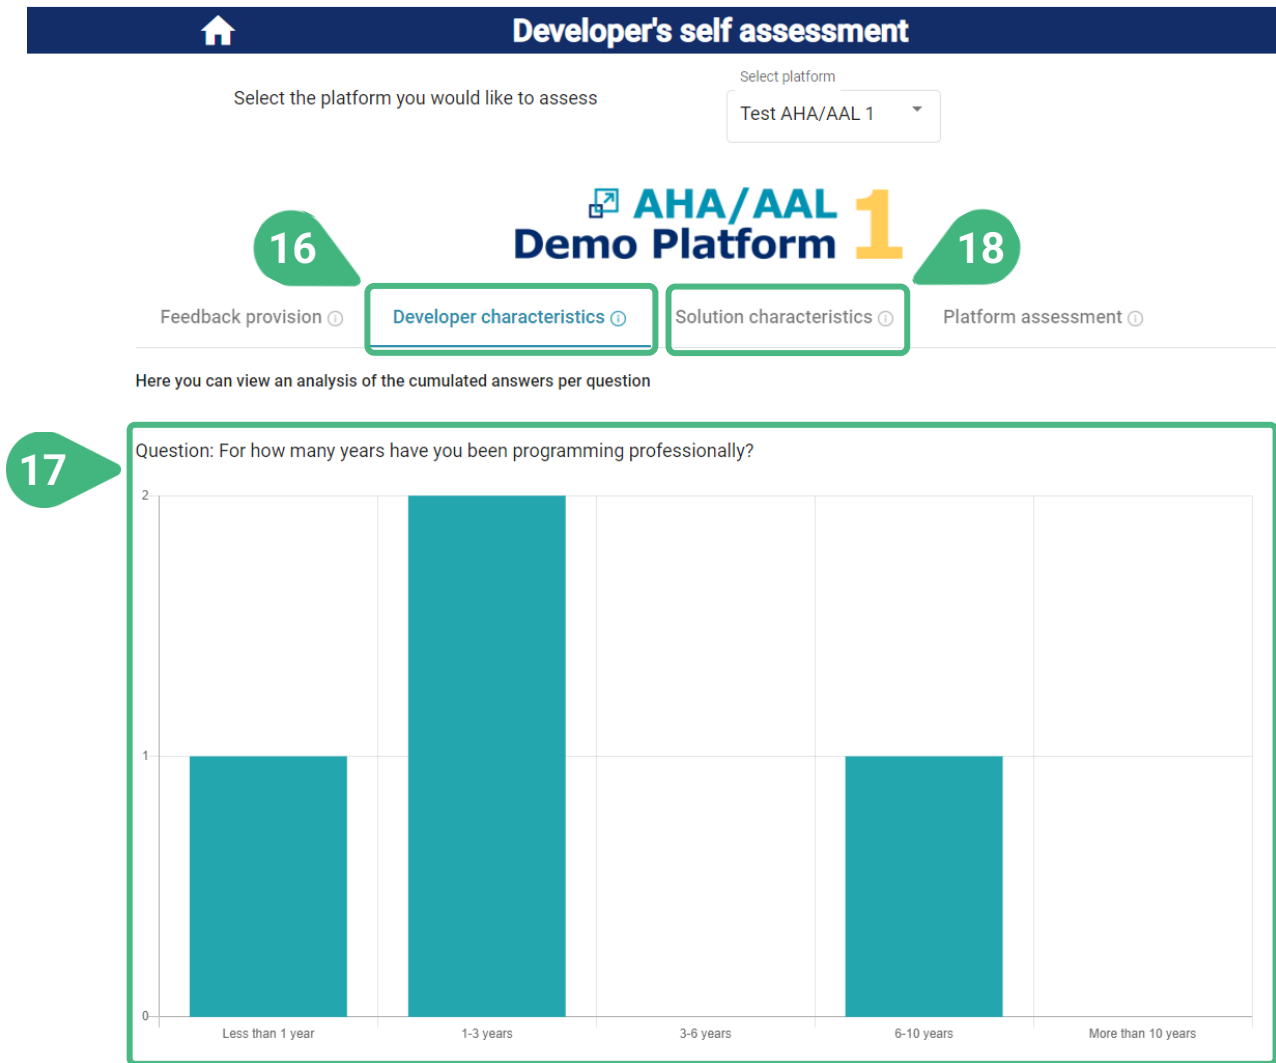 Developer's self assessment
Select platform
Select the platform you would like to assess
Test AHA/AAL 1
AHA/AAL 1
Demo Platform
16
18
Feedback provision
Developer characteristics
Solution characteristics
Platform assessment
Here you can view an analysis of the cumulated answers per question
17
Question: For how many years have you been programming professionally?
2
1
0
Less than 1 year
1-3 years
3-6 years
6-10 years
More than 10 years